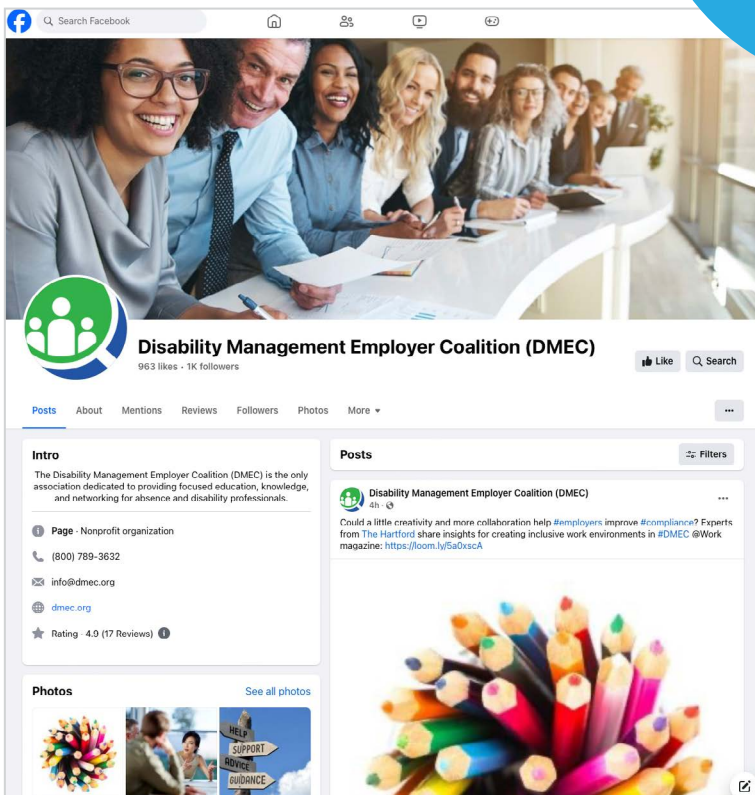 Search Facebook
Disability Management Employer Coalition (DMEC)
963 likes · 1K followers
Like
Search
Posts
About
Mentions
Reviews
Followers
Photos
More
Intro
The Disability Management Employer Coalition (DMEC) is the only
association dedicated to providing focused education, knowledge,
and networking for absence and disability professionals.
Page · Nonprofit organization
(800) 789-3632
info@dmec.org
dmec.org
Rating · 4.9 (17 Reviews)
Photos
See all photos
HELP
SUPPORT
ADVICE
GUIDANCE
Posts
Filters
Disability Management Employer Coalition (DMEC)
4h ·
Could a little creativity and more collaboration help #employers improve #compliance? Experts
from The Hartford share insights for creating inclusive work environments in #DMEC @Work
magazine: https://loom.ly/5a0xscA